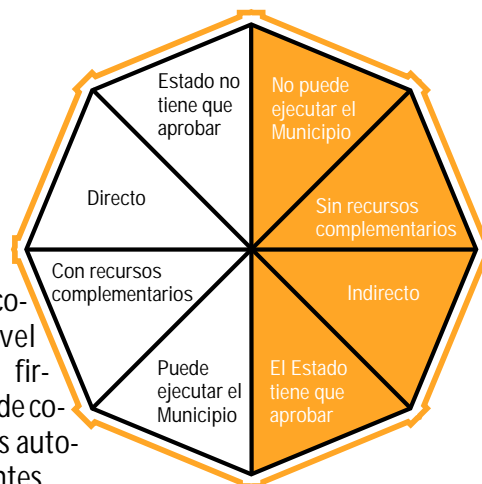 Estado no
tiene que
aprobar
No puede
ejecutar el
Municipio
Directo
Sin recursos
complementarios
Con recursos
complementarios
Indirecto
Puede
ejecutar el
Municipio
El Estado
tiene que
aprobar
co-
vel
fir-
de co-
s auto-
ntes